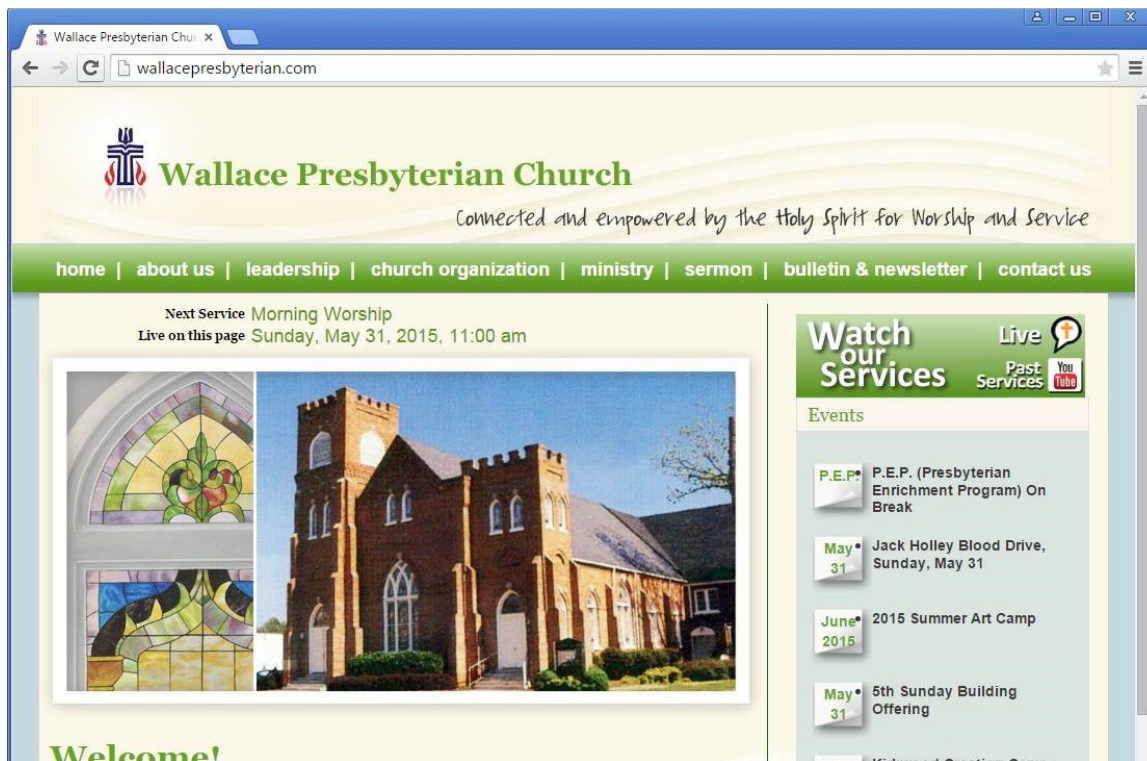 Wallace Presbyterian Chu
wallacepresbyterian.com
Wallace Presbyterian Church
Connected and empowered by the Holy Spirit for Worship and Service
home | about us | leadership | church organization | ministry | sermon | bulletin & newsletter | contact us
Next Service Morning Worship
Live on this page Sunday, May 31, 2015, 11:00 am
Watch
our
Services
Live
Past
Services
You
Tube
Events
P.E.P.
P.E.P. (Presbyterian
Enrichment Program) On
Break
May
31
Jack Holley Blood Drive,
Sunday, May 31
June
2015
2015 Summer Art Camp
May
31
5th Sunday Building
Offering
Welcome!